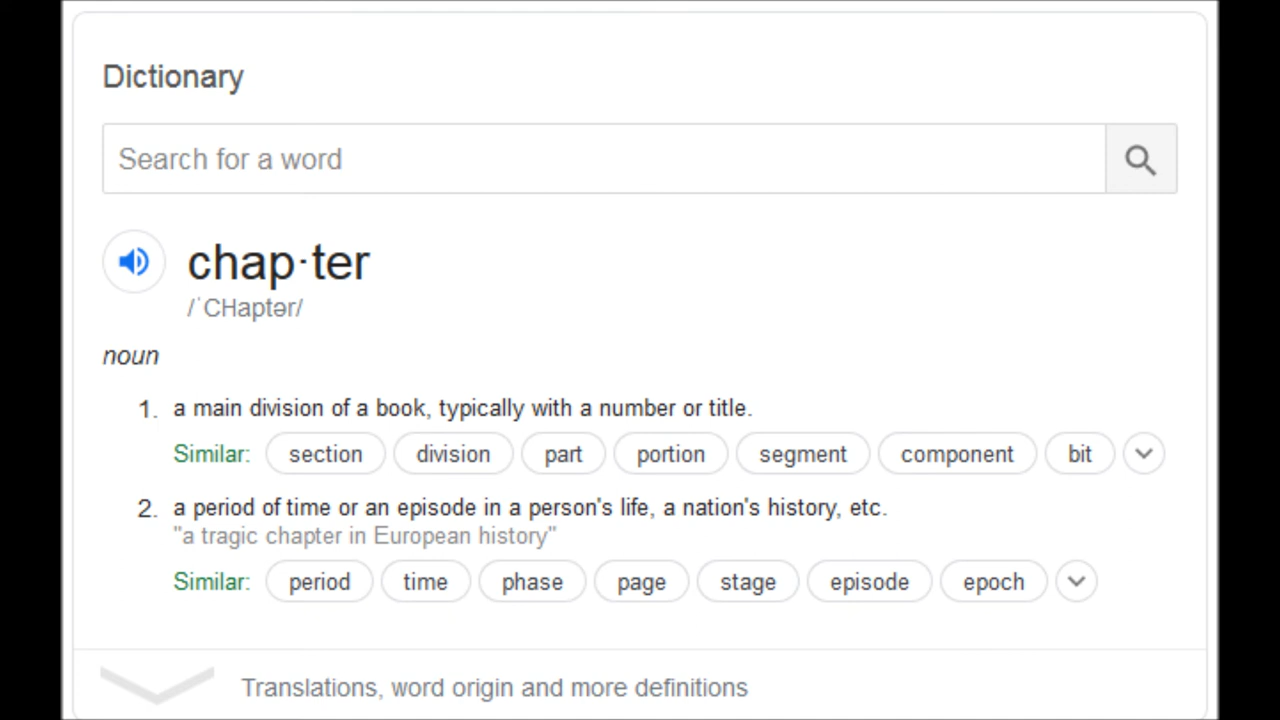 Dictionary
Search for a word
chap·ter
/ˈCHaptər/
noun
1. a main division of a book, typically with a number or title.
Similar: section division part portion segment component bit
2. a period of time or an episode in a person's life, a nation's history, etc.
"a tragic chapter in European history"
Similar: period time phase page stage episode epoch
Translations, word origin and more definitions